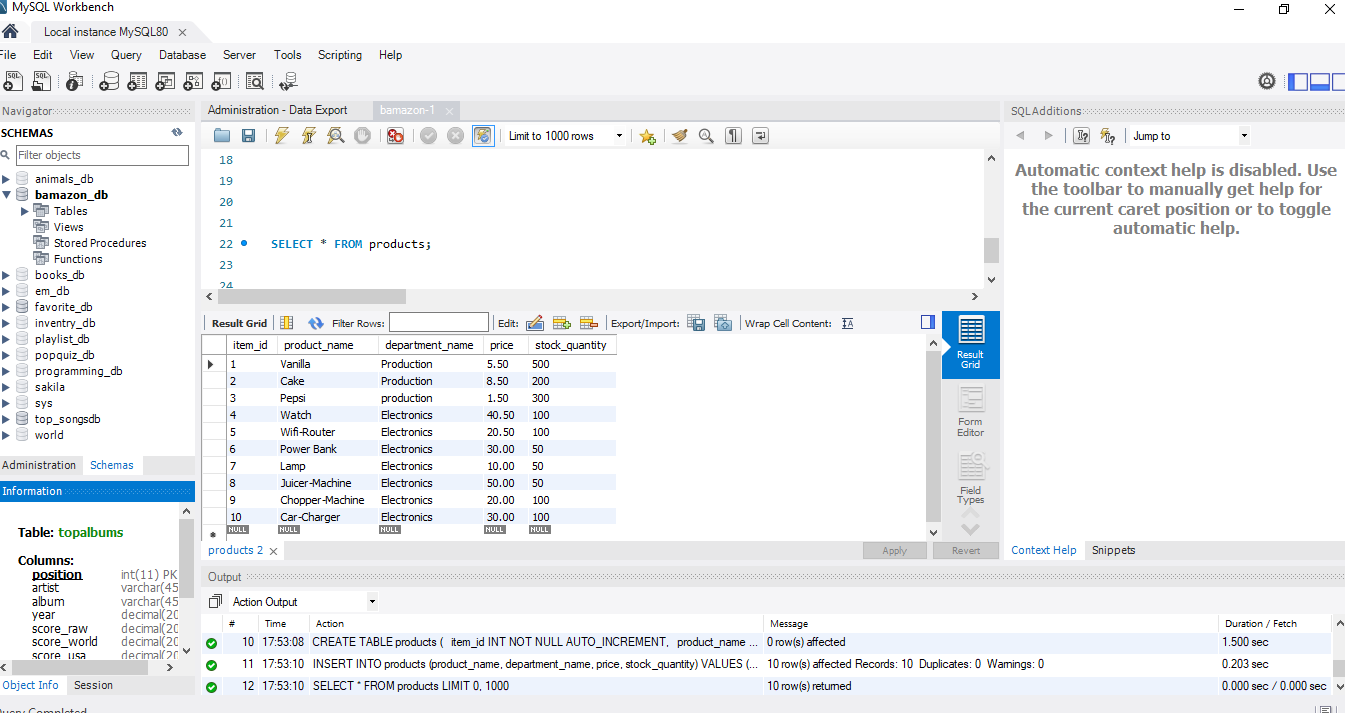 MySQL Workbench
Local instance MySQL80
File Edit View Query Database Server Tools Scripting Help
Navigator
SCHEMAS
Filter objects
animals_db
bamazon_db
Tables
Views
Stored Procedures
Functions
books_db
em_db
favorite_db
inventry_db
playlist_db
popquiz_db
programming_db
sakila
sys
top_songsdb
world
Administration Schemas
Information
Table: topalbums
Columns:
position int(11) PK
artist varchar(45
album varchar(45
year decimal(20
score_raw decimal(20
score_world decimal(20
score_usa decimal(20
Object Info Session
Query Completed
Administration - Data Export bamazon-1
Limit to 1000 rows
18
19
20
21
22 SELECT * FROM products;
23
24
Result Grid Filter Rows: Edit: Export/Import: Wrap Cell Content:
item_id product_name department_name price stock_quantity
1 Vanilla Production 5.50 500
2 Cake Production 8.50 200
3 Pepsi production 1.50 300
4 Watch Electronics 40.50 100
5 Wifi-Router Electronics 20.50 100
6 Power Bank Electronics 30.00 50
7 Lamp Electronics 10.00 50
8 Juicer-Machine Electronics 50.00 50
9 Chopper-Machine Electronics 20.00 100
10 Car-Charger Electronics 30.00 100
NULL NULL NULL NULL NULL
Result
Grid
Form
Editor
Field
Types
products 2
Apply Revert
SQLAdditions
Jump to
Automatic context help is disabled. Use
the toolbar to manually get help for
the current caret position or to toggle
automatic help.
Context Help Snippets
Output
Action Output
# Time Action Message Duration / Fetch
10 17:53:08 CREATE TABLE products ( item_id INT NOT NULL AUTO_INCREMENT, product_name ... 0 row(s) affected 1.500 sec
11 17:53:10 INSERT INTO products (product_name, department_name, price, stock_quantity) VALUES (... 10 row(s) affected Records: 10 Duplicates: 0 Warnings: 0 0.203 sec
12 17:53:10 SELECT * FROM products LIMIT 0, 1000 10 row(s) returned 0.000 sec / 0.000 sec